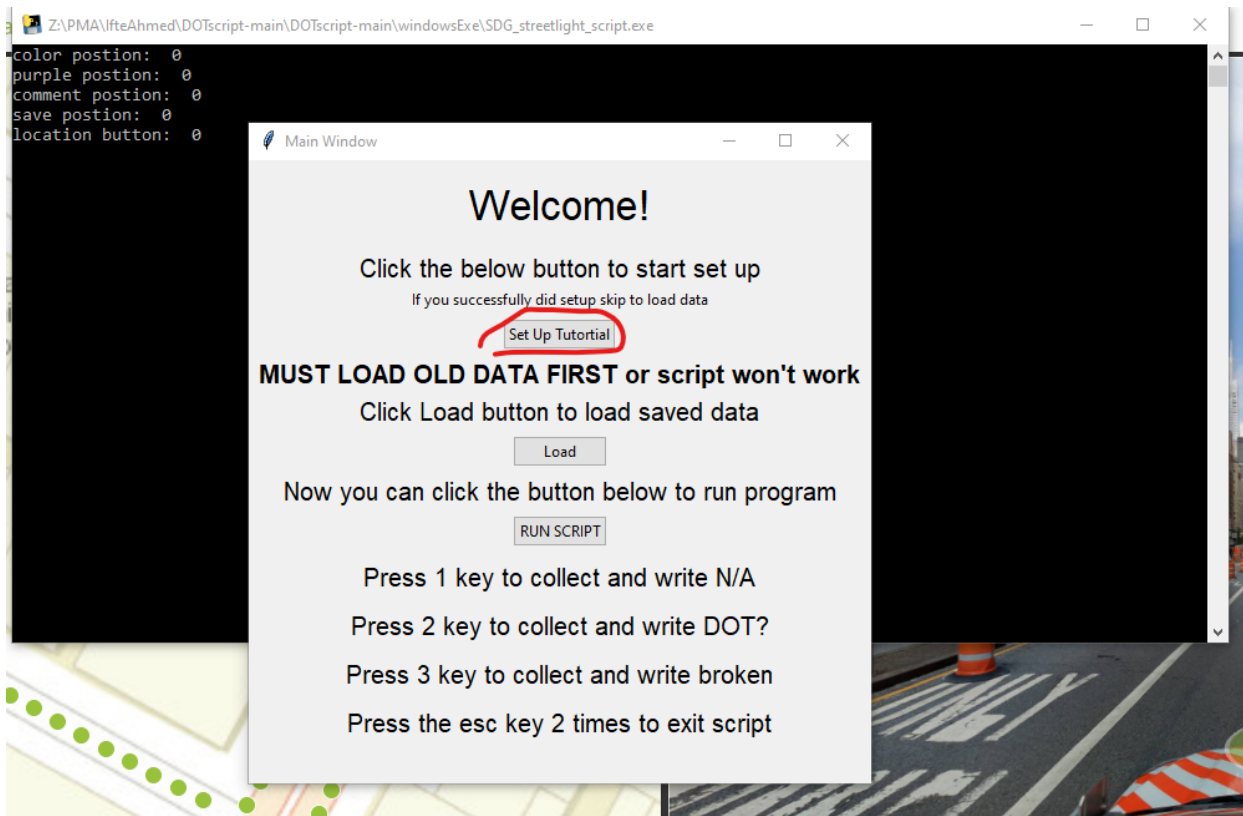 Z:\PMA\IfteAhmed\DOTscript-main\DOTscript-main\windowsExe\SDG_streetlight_script.exe
color postion:  0
purple postion:  0
comment postion:  0
save postion:  0
location button:  0
Main Window
Welcome!
Click the below button to start set up
If you successfully did setup skip to load data
Set Up Tutortial
MUST LOAD OLD DATA FIRST or script won't work
Click Load button to load saved data
Load
Now you can click the button below to run program
RUN SCRIPT
Press 1 key to collect and write N/A
Press 2 key to collect and write DOT?
Press 3 key to collect and write broken
Press the esc key 2 times to exit script